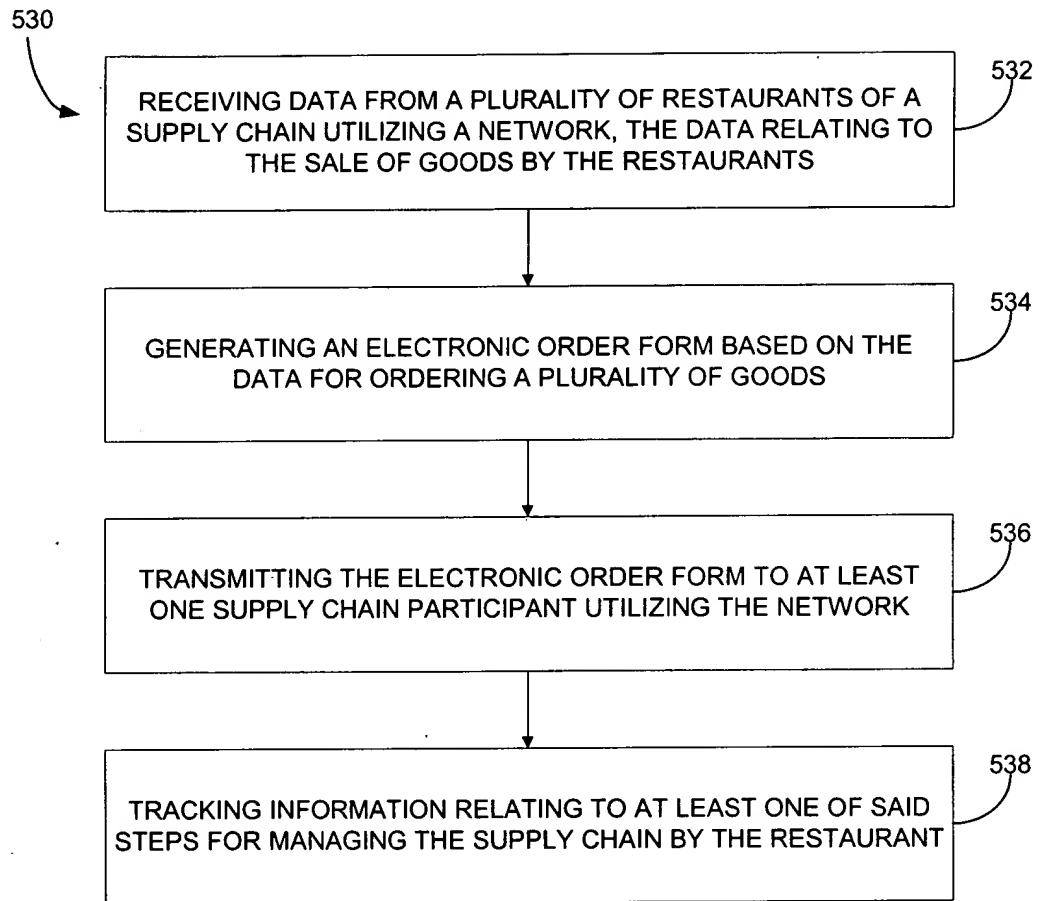 530
532
RECEIVING DATA FROM A PLURALITY OF RESTAURANTS OF A
SUPPLY CHAIN UTILIZING A NETWORK, THE DATA RELATING TO
THE SALE OF GOODS BY THE RESTAURANTS
534
GENERATING AN ELECTRONIC ORDER FORM BASED ON THE
DATA FOR ORDERING A PLURALITY OF GOODS
536
TRANSMITTING THE ELECTRONIC ORDER FORM TO AT LEAST
ONE SUPPLY CHAIN PARTICIPANT UTILIZING THE NETWORK
538
TRACKING INFORMATION RELATING TO AT LEAST ONE OF SAID
STEPS FOR MANAGING THE SUPPLY CHAIN BY THE RESTAURANT